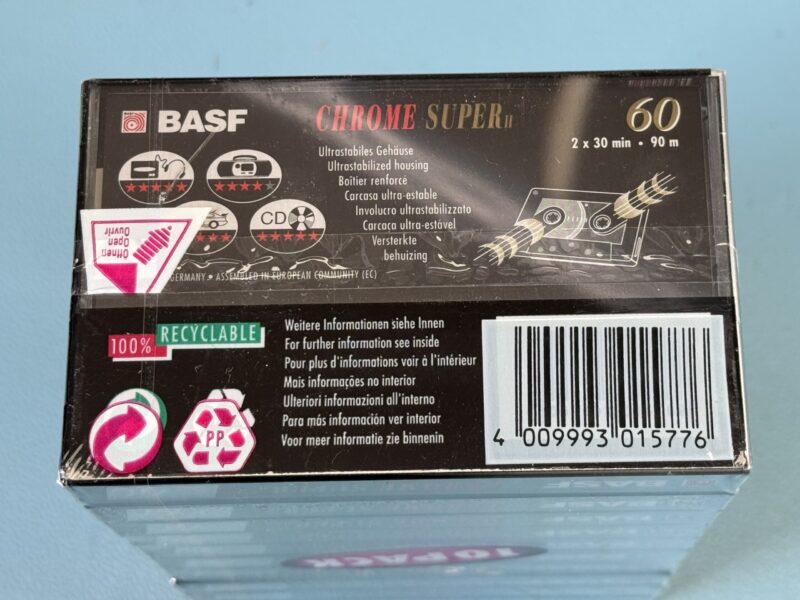 BASF
CHROME SUPER II
60
2 x 30 min • 90 m
Ultrastabiles Gehäuse
Ultrastabilized housing
Boîtier renforcé
Carcasa ultra-estable
Involucro ultrastabilizzato
Carcaça ultra-estável
Versterkte
behuizing
★★★★★
★★★★★
CD
★★★★★
Öffnen
Open
Ouvrir
GERMANY • ASSEMBLED IN EUROPEAN COMMUNITY (EC)
100% RECYCLABLE
Weitere Informationen siehe Innen
For further information see inside
Pour plus d'informations voir à l'intérieur
Mais informações no interior
Ulteriori informazioni all'interno
Para más información ver interior
Voor meer informatie zie binnenin
PP
4 009993 015776
10PACK